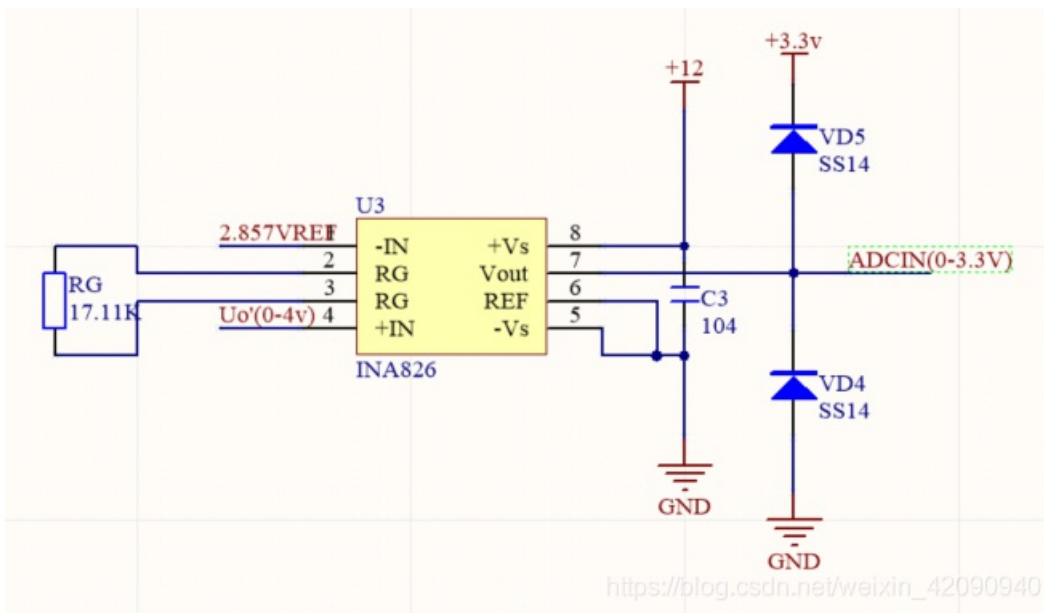 +3.3v
+12
VD5
SS14
U3
2.857VREF
1
-IN
+Vs
8
2
RG
Vout
7
ADCIN(0-3.3V)
RG
17.11K
3
RG
REF
6
C3
104
Uo'(0-4v)
4
+IN
-Vs
5
INA826
VD4
SS14
GND
GND
https://blog.csdn.net/weixin_42090940